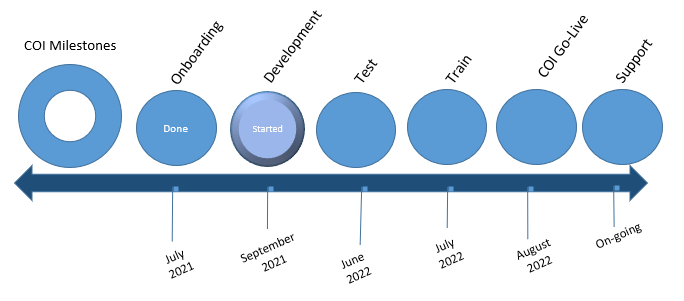 COI Milestones
Onboarding
Development
Test
Train
COI Go-Live
Support
Done
Started
July
2021
September
2021
June
2022
July
2022
August
2022
On-going